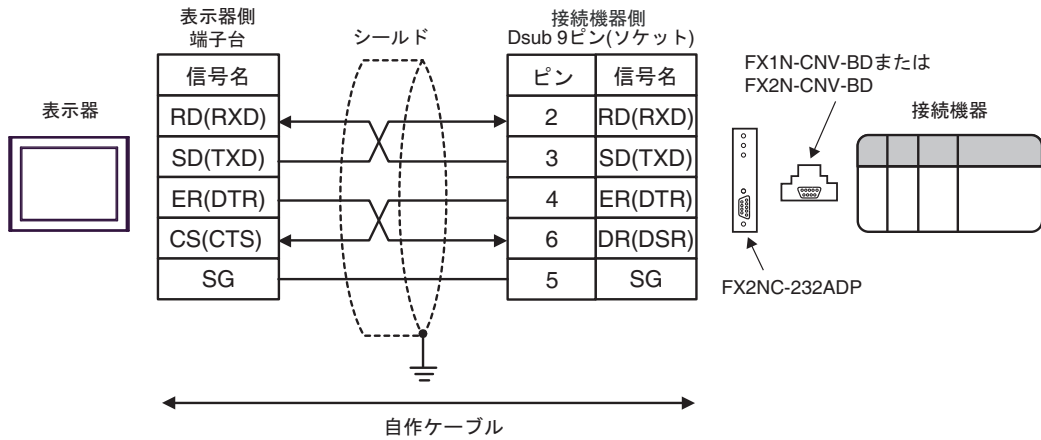 表示器側
端子台
シールド
接続機器側
Dsub 9ピン(ソケット)
FX1N-CNV-BDまたは
FX2N-CNV-BD
表示器
接続機器
信号名
ピン 信号名
RD(RXD) 2 RD(RXD)
SD(TXD) 3 SD(TXD)
ER(DTR) 4 ER(DTR)
CS(CTS) 6 DR(DSR)
SG 5 SG
FX2NC-232ADP
自作ケーブル